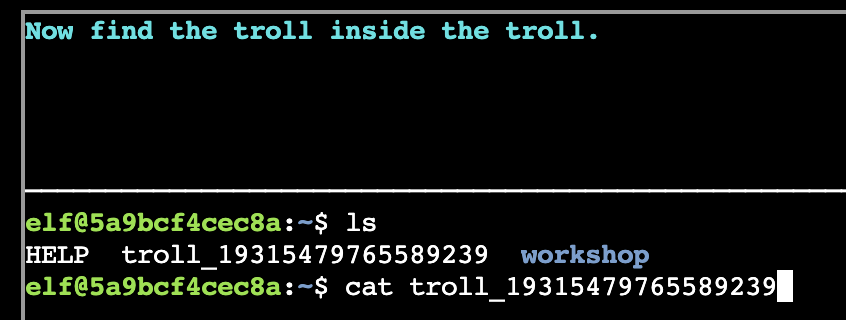 Now find the troll inside the troll.
elf@5a9bcf4cec8a:~$ ls
HELP  troll_19315479765589239  workshop
elf@5a9bcf4cec8a:~$ cat troll_19315479765589239